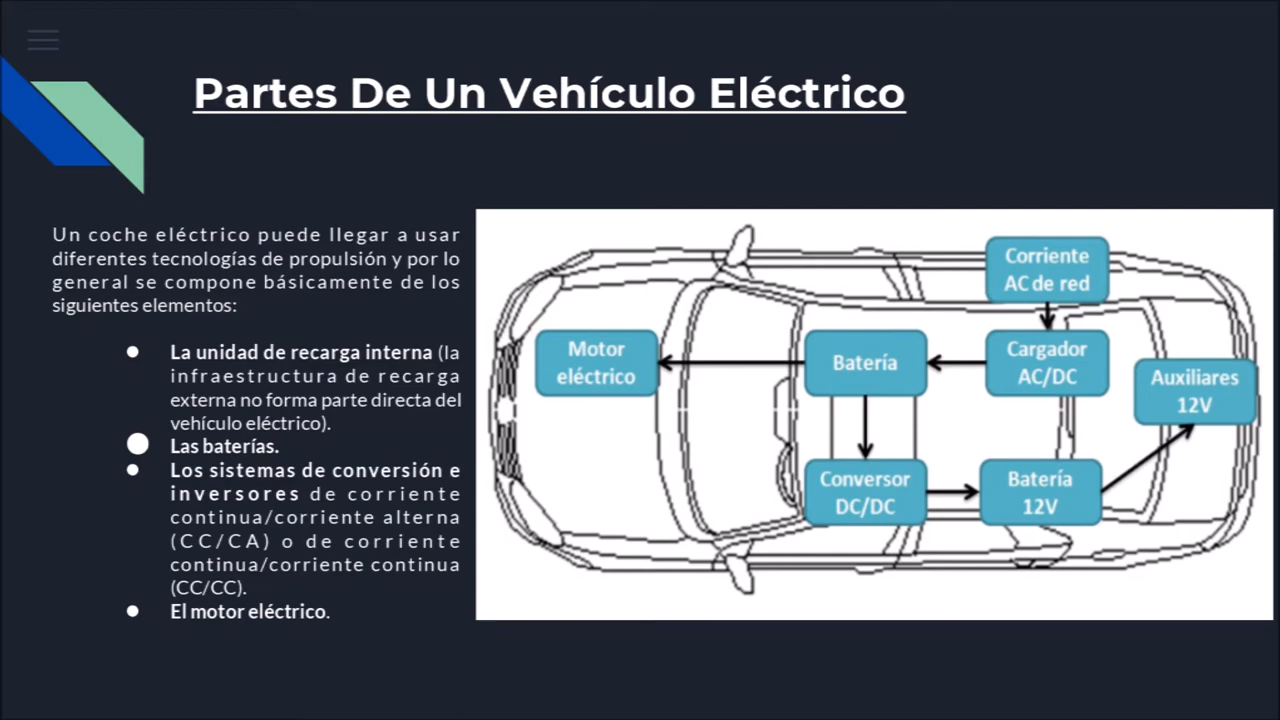 Partes De Un Vehículo Eléctrico
Un coche eléctrico puede llegar a usar
diferentes tecnologías de propulsión y por lo
general se compone básicamente de los
siguientes elementos:
● La unidad de recarga interna (la
infraestructura de recarga
externa no forma parte directa del
vehículo eléctrico).
● Las baterías.
● Los sistemas de conversión e
inversores de corriente
continua/corriente alterna
(CC/CA) o de corriente
continua/corriente continua
(CC/CC).
● El motor eléctrico.
Corriente
AC de red
Motor
eléctrico
Batería
Cargador
AC/DC
Auxiliares
12V
Conversor
DC/DC
Batería
12V